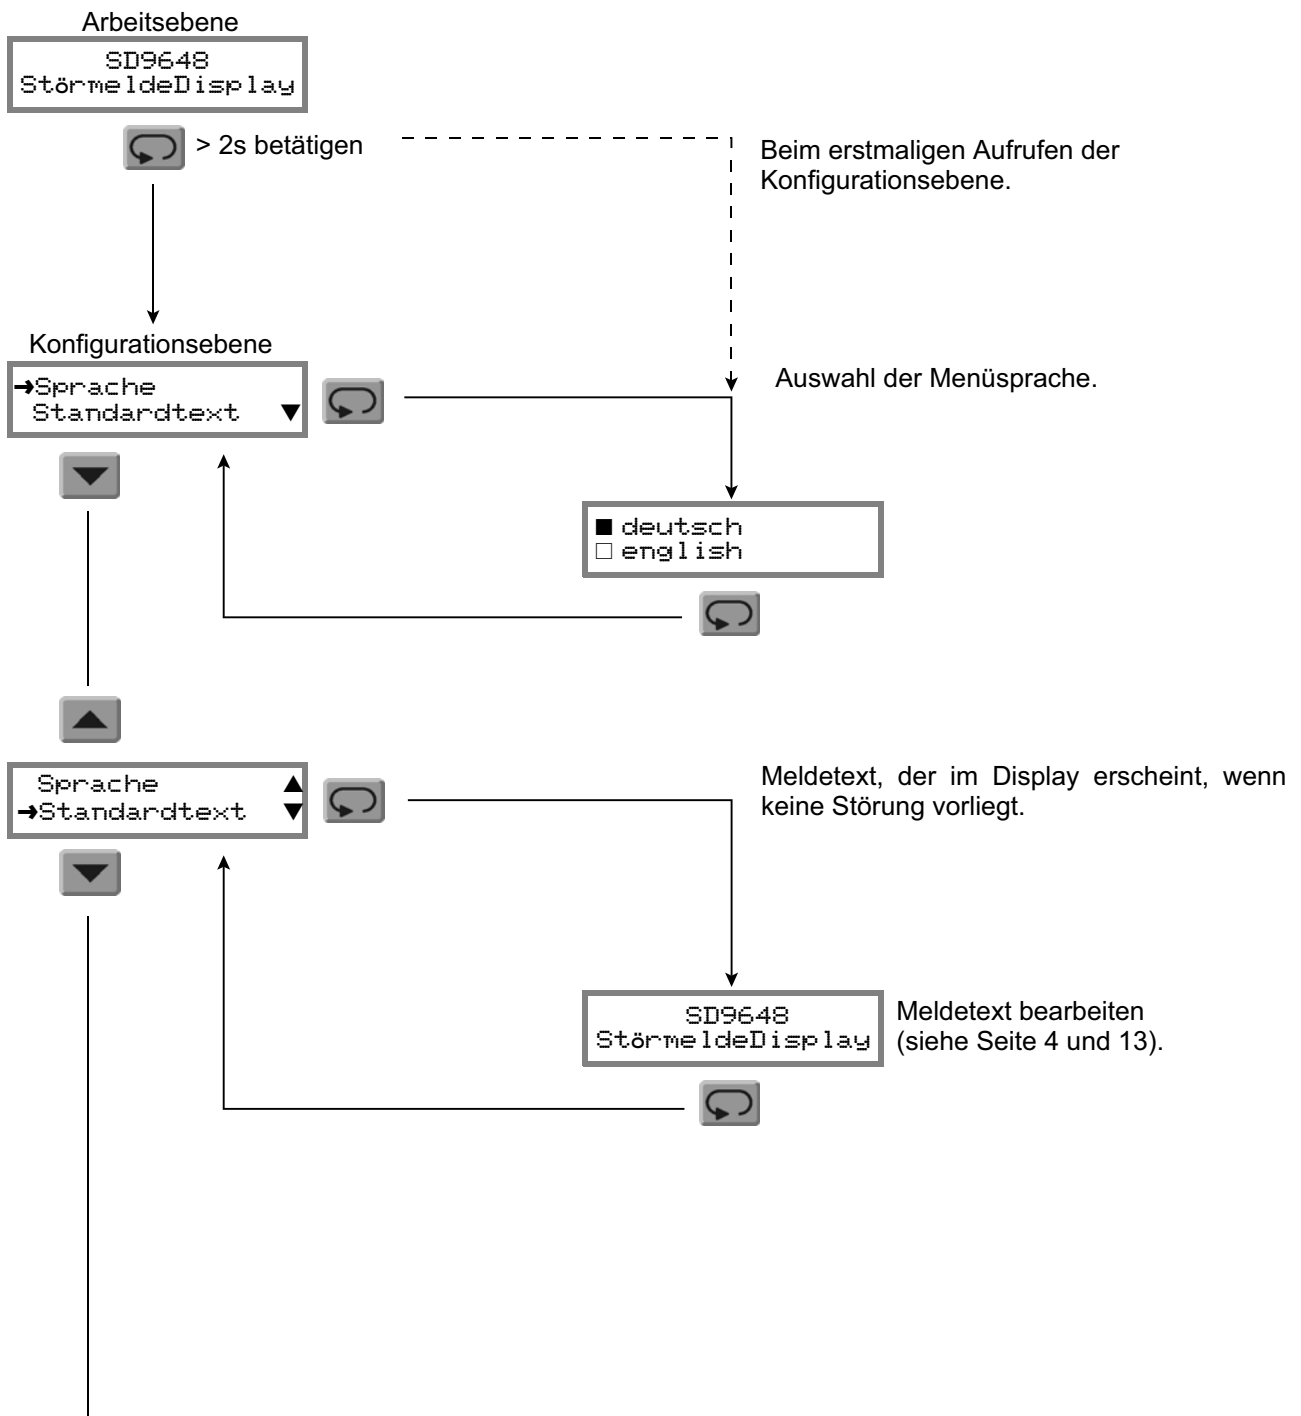 Arbeitsebene
SD9648
StörmeldeDisplay
> 2s betätigen
Beim erstmaligen Aufrufen der
Konfigurationsebene.
Konfigurationsebene
→Sprache
Standardtext ▼
Auswahl der Menüsprache.
■ deutsch
□ english
Sprache ▲
→Standardtext ▼
Meldetext, der im Display erscheint, wenn
keine Störung vorliegt.
SD9648
StörmeldeDisplay
Meldetext bearbeiten
(siehe Seite 4 und 13).